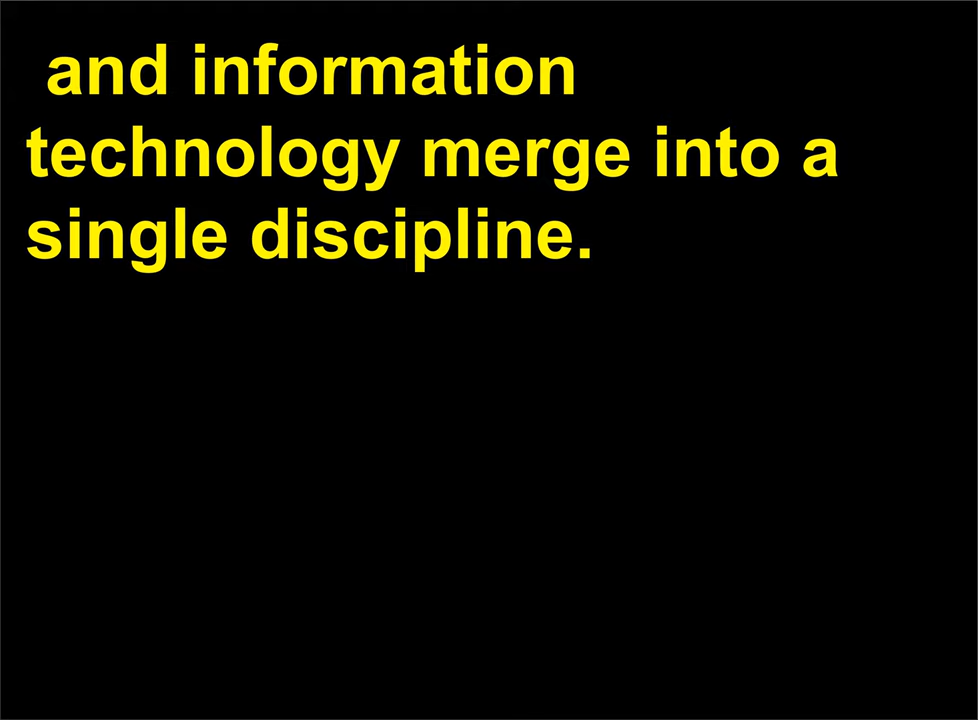 and information
technology merge into a
single discipline.